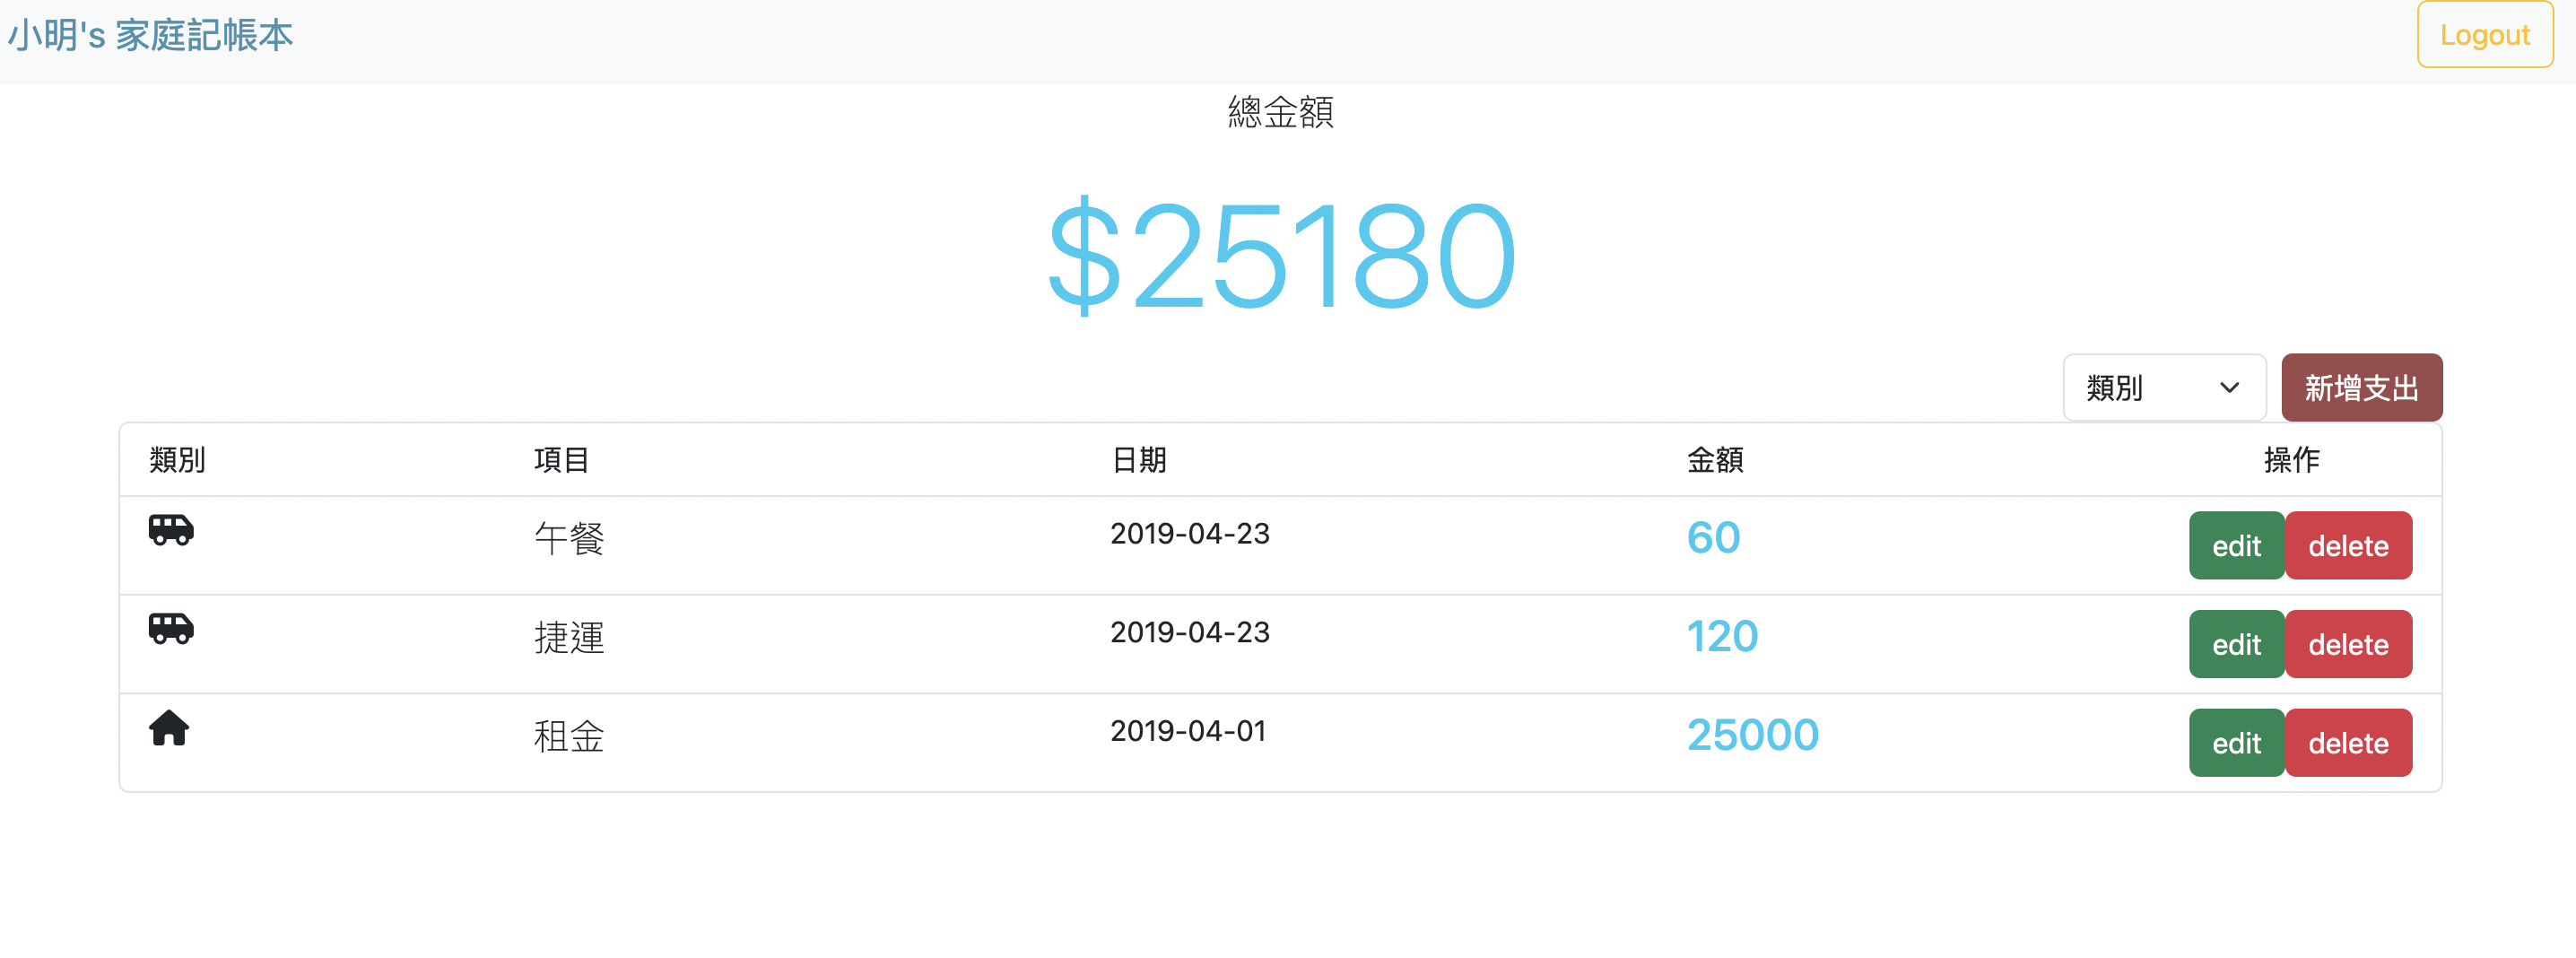 小明's 家庭記帳本 Logout
總金額
$25180
類別 新增支出
類別 項目 日期 金額 操作
午餐 2019-04-23 60 edit delete
捷運 2019-04-23 120 edit delete
租金 2019-04-01 25000 edit delete